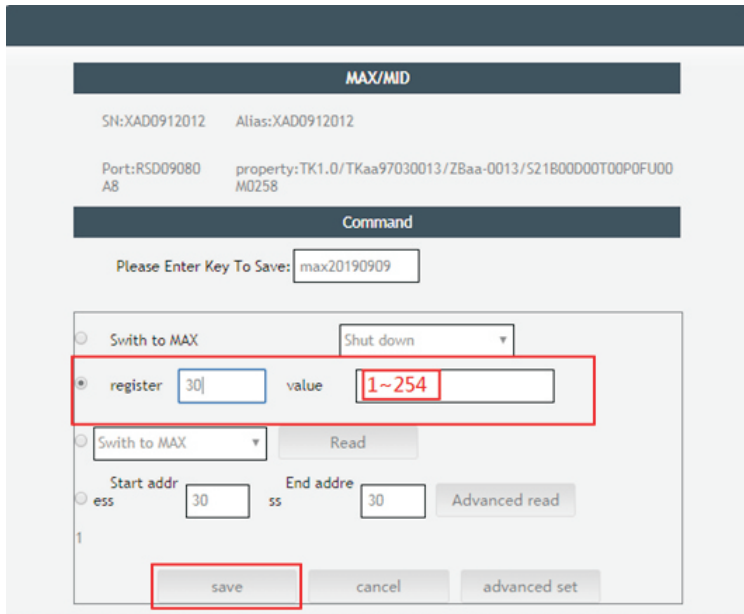 MAX/MID
SN:XAD0912012 Alias:XAD0912012
Port:RSD09080 property:TK1.0/TKaa97030013/ZBaa-0013/S21B00D00T00P0FU00
A8 M0258
Command
Please Enter Key To Save: max20190909
Swith to MAX Shut down
register 30 value 1~254
Swith to MAX Read
Start addr End addre
ess 30 ss 30 Advanced read
1
save cancel advanced set